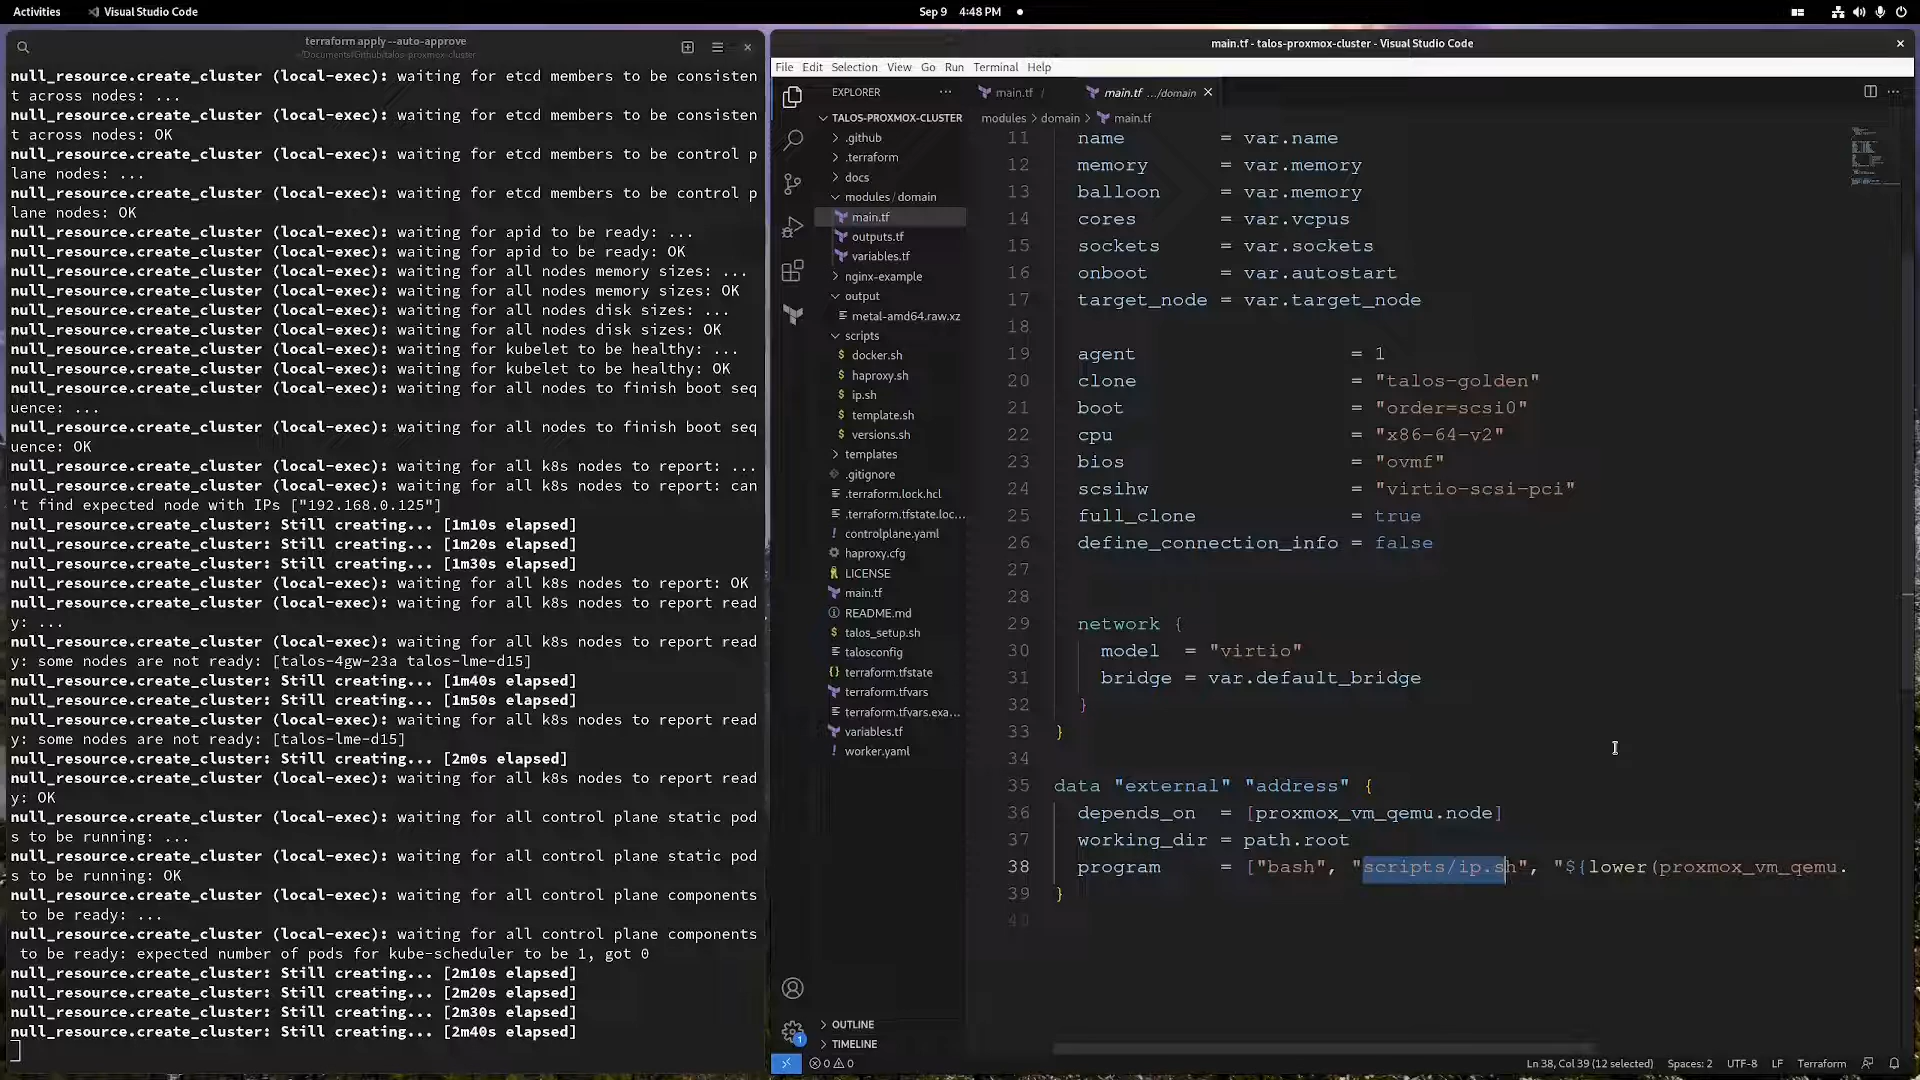 Activities
Visual Studio Code
Sep 9 4:48 PM
terraform apply --auto-approve
~/Documents/Github/talos-proxmox-cluster
null_resource.create_cluster (local-exec): waiting for etcd members to be consisten
t across nodes: ...
null_resource.create_cluster (local-exec): waiting for etcd members to be consisten
t across nodes: OK
null_resource.create_cluster (local-exec): waiting for etcd members to be control p
lane nodes: ...
null_resource.create_cluster (local-exec): waiting for etcd members to be control p
lane nodes: OK
null_resource.create_cluster (local-exec): waiting for apid to be ready: ...
null_resource.create_cluster (local-exec): waiting for apid to be ready: OK
null_resource.create_cluster (local-exec): waiting for all nodes memory sizes: ...
null_resource.create_cluster (local-exec): waiting for all nodes memory sizes: OK
null_resource.create_cluster (local-exec): waiting for all nodes disk sizes: ...
null_resource.create_cluster (local-exec): waiting for all nodes disk sizes: OK
null_resource.create_cluster (local-exec): waiting for kubelet to be healthy: ...
null_resource.create_cluster (local-exec): waiting for kubelet to be healthy: OK
null_resource.create_cluster (local-exec): waiting for all nodes to finish boot seq
uence: ...
null_resource.create_cluster (local-exec): waiting for all nodes to finish boot seq
uence: OK
null_resource.create_cluster (local-exec): waiting for all k8s nodes to report: ...
null_resource.create_cluster (local-exec): waiting for all k8s nodes to report: can
't find expected node with IPs ["192.168.0.125"]
null_resource.create_cluster: Still creating... [1m10s elapsed]
null_resource.create_cluster: Still creating... [1m20s elapsed]
null_resource.create_cluster: Still creating... [1m30s elapsed]
null_resource.create_cluster (local-exec): waiting for all k8s nodes to report: OK
null_resource.create_cluster (local-exec): waiting for all k8s nodes to report read
y: ...
null_resource.create_cluster (local-exec): waiting for all k8s nodes to report read
y: some nodes are not ready: [talos-4gw-23a talos-lme-d15]
null_resource.create_cluster: Still creating... [1m40s elapsed]
null_resource.create_cluster: Still creating... [1m50s elapsed]
null_resource.create_cluster (local-exec): waiting for all k8s nodes to report read
y: some nodes are not ready: [talos-lme-d15]
null_resource.create_cluster: Still creating... [2m0s elapsed]
null_resource.create_cluster (local-exec): waiting for all k8s nodes to report read
y: OK
null_resource.create_cluster (local-exec): waiting for all control plane static pod
s to be running: ...
null_resource.create_cluster (local-exec): waiting for all control plane static pod
s to be running: OK
null_resource.create_cluster (local-exec): waiting for all control plane components
to be ready: ...
null_resource.create_cluster (local-exec): waiting for all control plane components
to be ready: expected number of pods for kube-scheduler to be 1, got 0
null_resource.create_cluster: Still creating... [2m10s elapsed]
null_resource.create_cluster: Still creating... [2m20s elapsed]
null_resource.create_cluster: Still creating... [2m30s elapsed]
null_resource.create_cluster: Still creating... [2m40s elapsed]
main.tf - talos-proxmox-cluster - Visual Studio Code
File Edit Selection View Go Run Terminal Help
EXPLORER
TALOS-PROXMOX-CLUSTER
.github
.terraform
docs
modules / domain
main.tf
outputs.tf
variables.tf
nginx-example
output
metal-amd64.raw.xz
scripts
docker.sh
haproxy.sh
ip.sh
template.sh
versions.sh
templates
.gitignore
.terraform.lock.hcl
.terraform.tfstate.loc...
controlplane.yaml
haproxy.cfg
LICENSE
main.tf
README.md
talos_setup.sh
talosconfig
terraform.tfstate
terraform.tfvars
terraform.tfvars.exa...
variables.tf
worker.yaml
OUTLINE
TIMELINE
main.tf /
main.tf .../domain
modules > domain > main.tf
11 name = var.name
12 memory = var.memory
13 balloon = var.memory
14 cores = var.vcpus
15 sockets = var.sockets
16 onboot = var.autostart
17 target_node = var.target_node
18
19 agent = 1
20 clone = "talos-golden"
21 boot = "order=scsi0"
22 cpu = "x86-64-v2"
23 bios = "ovmf"
24 scsihw = "virtio-scsi-pci"
25 full_clone = true
26 define_connection_info = false
27
28
29 network {
30 model = "virtio"
31 bridge = var.default_bridge
32 }
33 }
34
35 data "external" "address" {
36 depends_on = [proxmox_vm_qemu.node]
37 working_dir = path.root
38 program = ["bash", "scripts/ip.sh", "${lower(proxmox_vm_qemu.
39 }
40
1
0 0
Ln 38, Col 39 (12 selected)
Spaces: 2
UTF-8
LF
Terraform